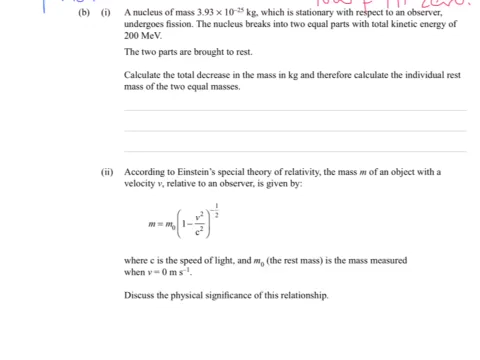 (b) (i) A nucleus of mass 3.93 × 10⁻²⁵ kg, which is stationary with respect to an observer,
undergoes fission. The nucleus breaks into two equal parts with total kinetic energy of
200 MeV.
The two parts are brought to rest.
Calculate the total decrease in the mass in kg and therefore calculate the individual rest
mass of the two equal masses.
(ii) According to Einstein's special theory of relativity, the mass m of an object with a
velocity v, relative to an observer, is given by:
m = m₀(1 − v²/c²)^(−1/2)
where c is the speed of light, and m₀ (the rest mass) is the mass measured
when v = 0 m s⁻¹.
Discuss the physical significance of this relationship.